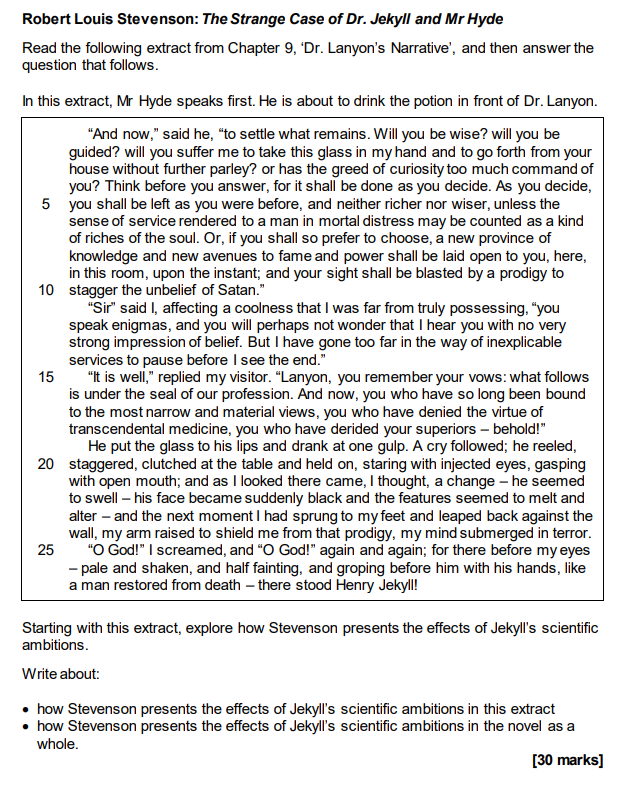 Robert Louis Stevenson: The Strange Case of Dr. Jekyll and Mr Hyde
Read the following extract from Chapter 9, ‘Dr. Lanyon’s Narrative’, and then answer the
question that follows.
In this extract, Mr Hyde speaks first. He is about to drink the potion in front of Dr. Lanyon.
“And now,” said he, “to settle what remains. Will you be wise? will you be
guided? will you suffer me to take this glass in my hand and to go forth from your
house without further parley? or has the greed of curiosity too much command of
you? Think before you answer, for it shall be done as you decide. As you decide,
5 you shall be left as you were before, and neither richer nor wiser, unless the
sense of service rendered to a man in mortal distress may be counted as a kind
of riches of the soul. Or, if you shall so prefer to choose, a new province of
knowledge and new avenues to fame and power shall be laid open to you, here,
in this room, upon the instant; and your sight shall be blasted by a prodigy to
10 stagger the unbelief of Satan.”
“Sir” said I, affecting a coolness that I was far from truly possessing, “you
speak enigmas, and you will perhaps not wonder that I hear you with no very
strong impression of belief. But I have gone too far in the way of inexplicable
services to pause before I see the end.”
15 “It is well,” replied my visitor. “Lanyon, you remember your vows: what follows
is under the seal of our profession. And now, you who have so long been bound
to the most narrow and material views, you who have denied the virtue of
transcendental medicine, you who have derided your superiors – behold!”
He put the glass to his lips and drank at one gulp. A cry followed; he reeled,
20 staggered, clutched at the table and held on, staring with injected eyes, gasping
with open mouth; and as I looked there came, I thought, a change – he seemed
to swell – his face became suddenly black and the features seemed to melt and
alter – and the next moment I had sprung to my feet and leaped back against the
wall, my arm raised to shield me from that prodigy, my mind submerged in terror.
25 “O God!” I screamed, and “O God!” again and again; for there before my eyes
– pale and shaken, and half fainting, and groping before him with his hands, like
a man restored from death – there stood Henry Jekyll!
Starting with this extract, explore how Stevenson presents the effects of Jekyll’s scientific
ambitions.
Write about:
• how Stevenson presents the effects of Jekyll’s scientific ambitions in this extract
• how Stevenson presents the effects of Jekyll’s scientific ambitions in the novel as a
whole.
[30 marks]